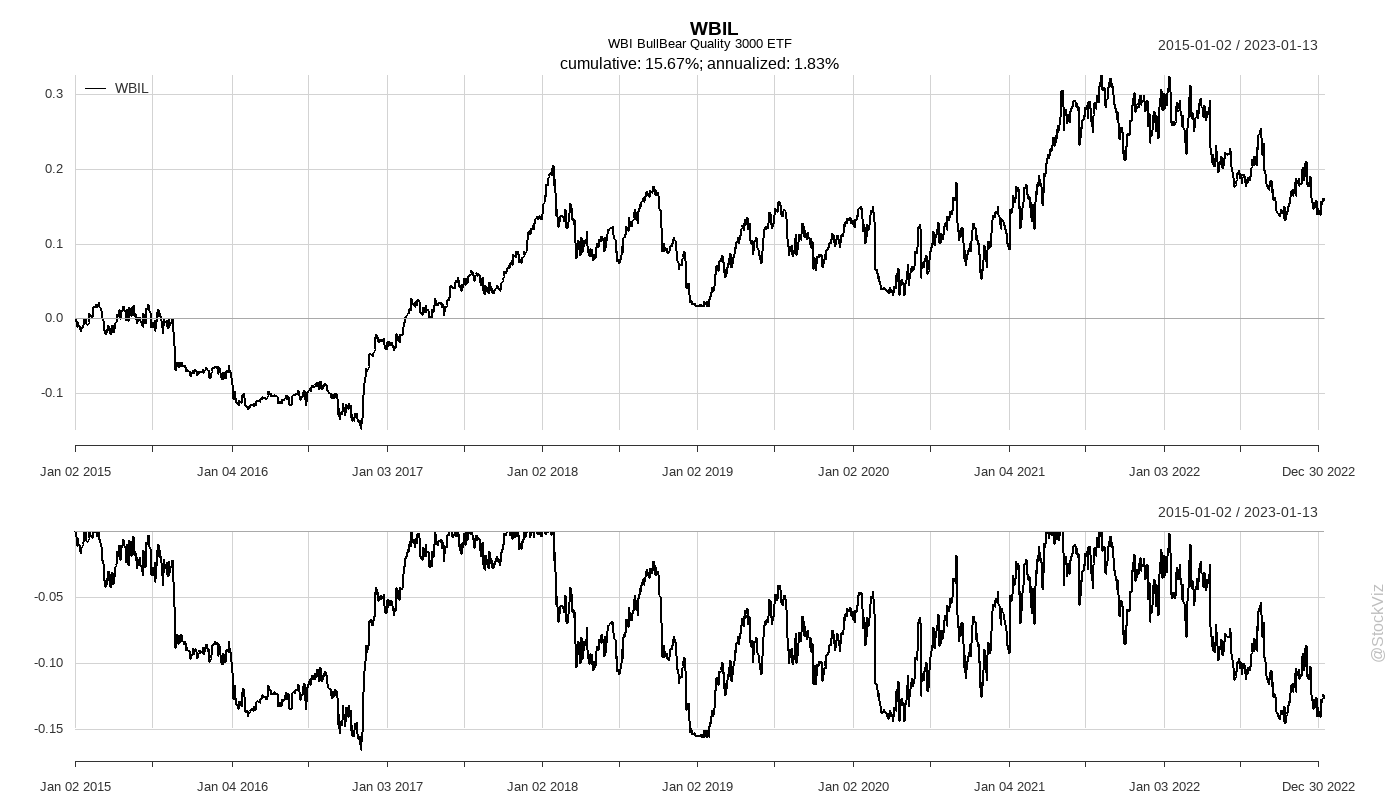 WBIL
WBI BullBear Quality 3000 ETF
2015-01-02 / 2023-01-13
cumulative: 15.67%; annualized: 1.83%
WBIL
0.3
0.2
0.1
0.0
-0.1
Jan 02 2015 Jan 04 2016 Jan 03 2017 Jan 02 2018 Jan 02 2019 Jan 02 2020 Jan 04 2021 Jan 03 2022 Dec 30 2022
2015-01-02 / 2023-01-13
-0.05
-0.10
-0.15
Jan 02 2015 Jan 04 2016 Jan 03 2017 Jan 02 2018 Jan 02 2019 Jan 02 2020 Jan 04 2021 Jan 03 2022 Dec 30 2022
@StockViz